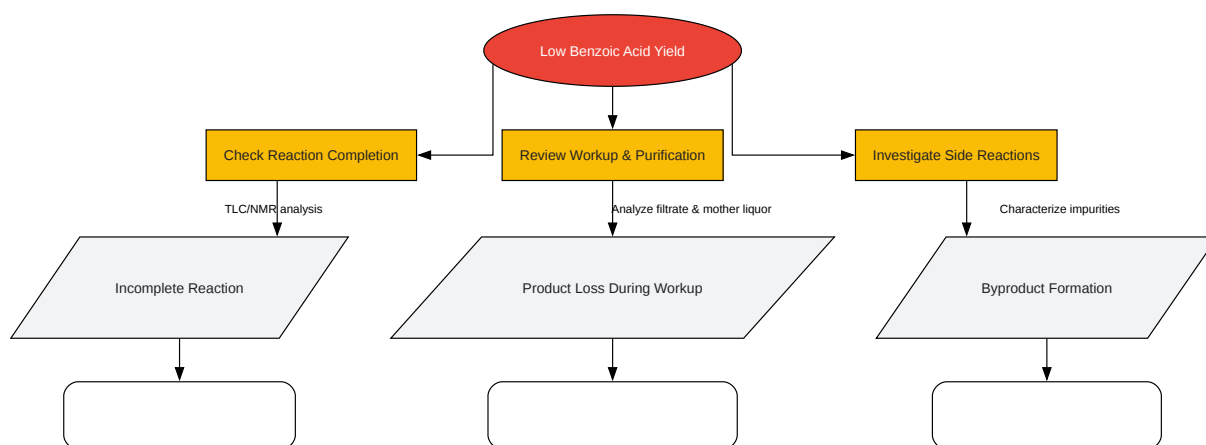 Low Benzoic Acid Yield
Check Reaction Completion
Review Workup & Purification
Investigate Side Reactions
TLC/NMR analysis
Analyze filtrate & mother liquor
Characterize impurities
Incomplete Reaction
Product Loss During Workup
Byproduct Formation